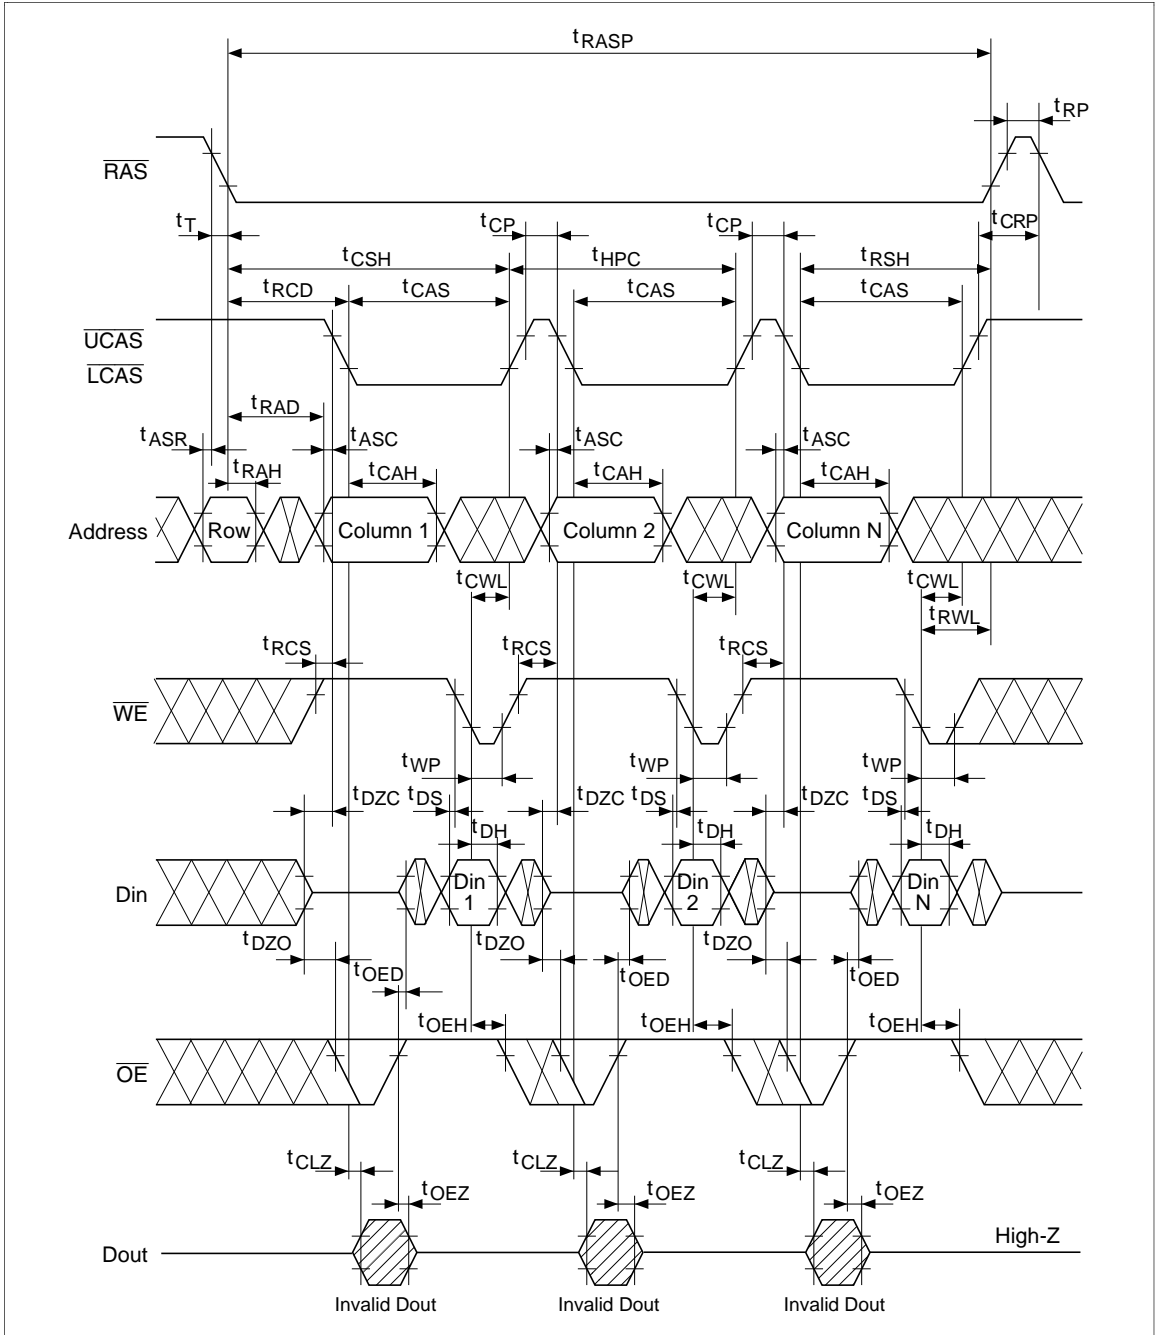 tRASP
tRP
RAS
tT
tCP
tCP
tCRP
tCSH
tHPC
tRSH
tRCD
tCAS
tCAS
tCAS
UCAS
LCAS
tRAD
tASR
tASC
tASC
tASC
tRAH
tCAH
tCAH
tCAH
Address
Row
Column 1
Column 2
Column N
tCWL
tCWL
tCWL
tRWL
tRCS
tRCS
tRCS
WE
tWP
tWP
tWP
tDZC
tDS
tDZC
tDS
tDZC
tDS
tDH
tDH
tDH
Din
Din
1
Din
2
Din
N
tDZO
tDZO
tDZO
tOED
tOED
tOED
tOEH
tOEH
tOEH
OE
tCLZ
tCLZ
tCLZ
tOEZ
tOEZ
tOEZ
Dout
High-Z
Invalid Dout
Invalid Dout
Invalid Dout